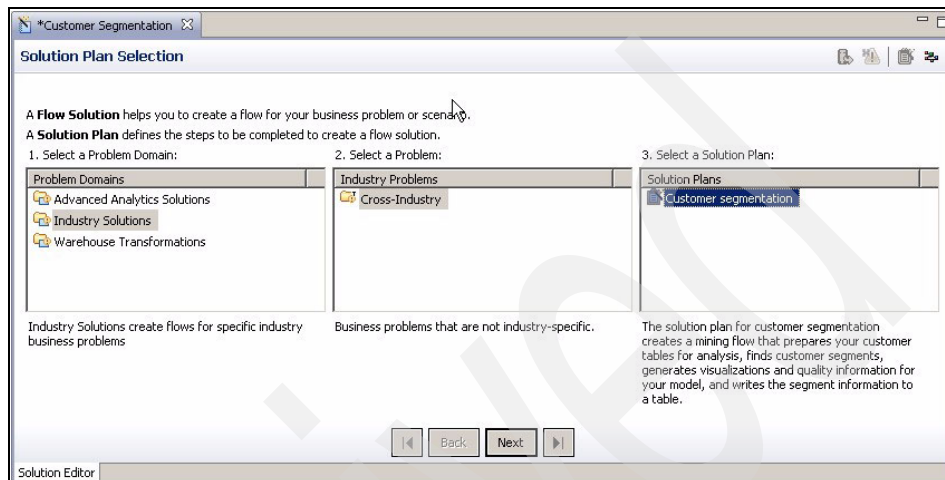 *Customer Segmentation
Solution Plan Selection
A Flow Solution helps you to create a flow for your business problem or scenario.
A Solution Plan defines the steps to be completed to create a flow solution.
1. Select a Problem Domain:
Problem Domains
Advanced Analytics Solutions
Industry Solutions
Warehouse Transformations
Industry Solutions create flows for specific industry
business problems
2. Select a Problem:
Industry Problems
Cross-Industry
Business problems that are not industry-specific.
3. Select a Solution Plan:
Solution Plans
Customer segmentation
The solution plan for customer segmentation
creates a mining flow that prepares your customer
tables for analysis, finds customer segments,
generates visualizations and quality information for
your model, and writes the segment information to
a table.
Back
Next
Solution Editor